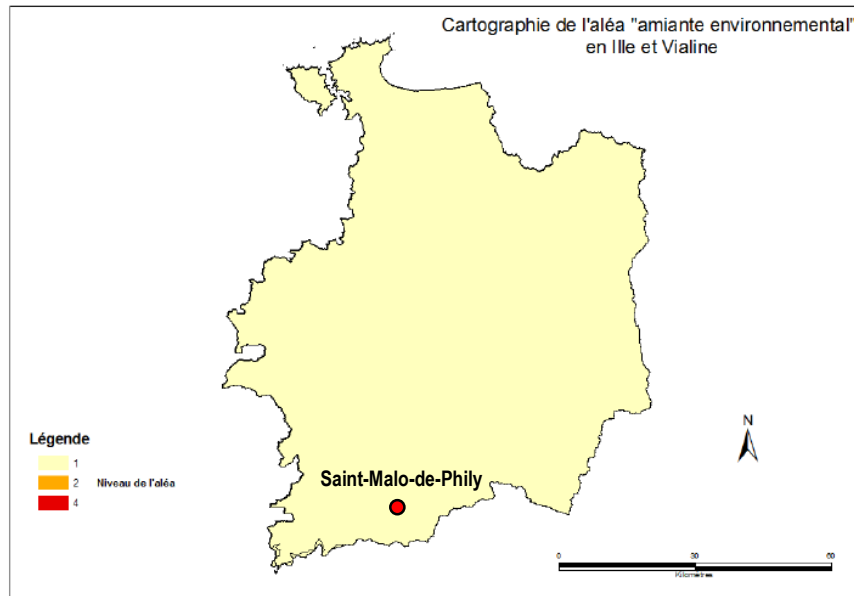 Cartographie de l'aléa "amiante environnemental"
en Ille et Vialine
N
Légende
1
2 Niveau de l'aléa
4
Saint-Malo-de-Phily
0 30 60
Kilomètres